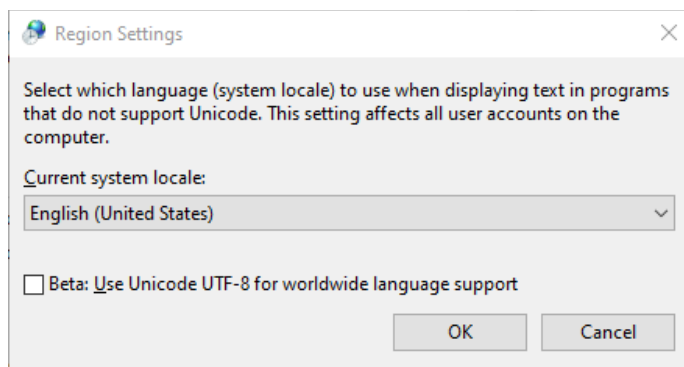 Region Settings
Select which language (system locale) to use when displaying text in programs
that do not support Unicode. This setting affects all user accounts on the
computer.
Current system locale:
English (United States)
Beta: Use Unicode UTF-8 for worldwide language support
OK
Cancel